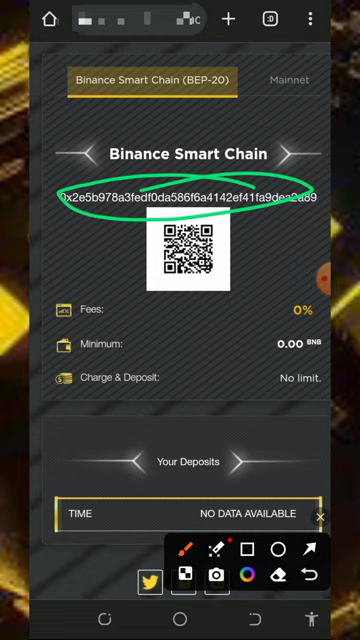 :D
Binance Smart Chain (BEP-20)
Mainnet
Binance Smart Chain
0x2e5b978a3fedf0da586f6a4142ef41fa9dea2a89
Fees:
0%
Minimum:
0.00 BNB
Charge & Deposit:
No limit.
Your Deposits
TIME
NO DATA AVAILABLE